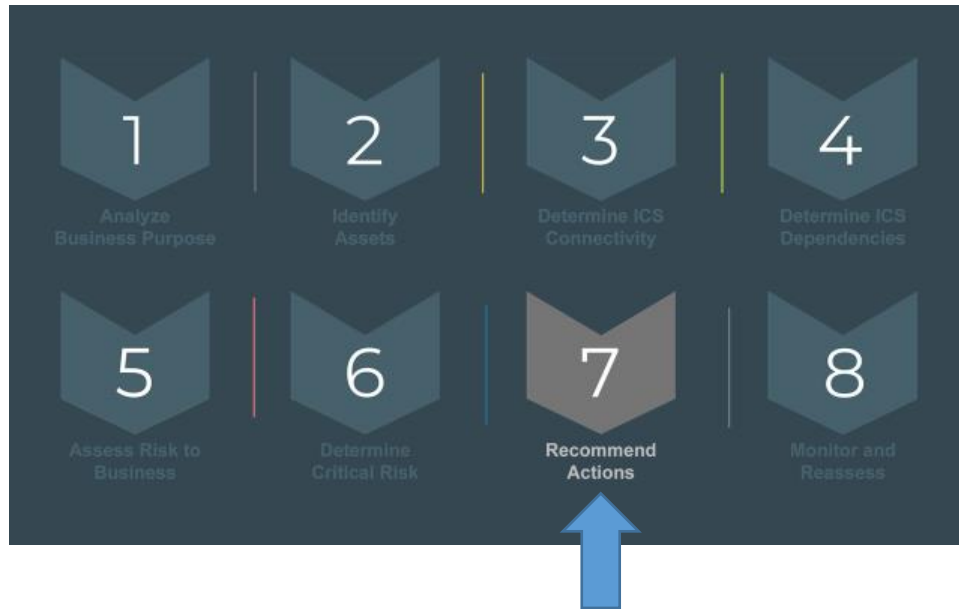 1
2
3
4
Analyze
Business Purpose
Identify
Assets
Determine ICS
Connectivity
Determine ICS
Dependencies
5
6
7
8
Assess Risk to
Business
Determine
Critical Risk
Recommend
Actions
Monitor and
Reassess